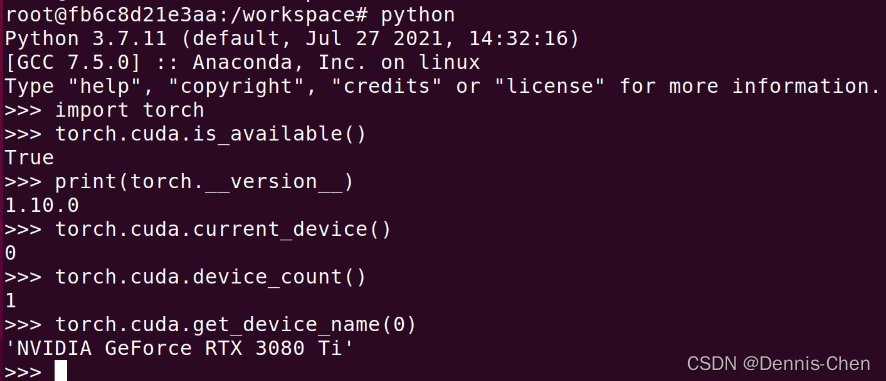 root@fb6c8d21e3aa:/workspace# python
Python 3.7.11 (default, Jul 27 2021, 14:32:16)
[GCC 7.5.0] :: Anaconda, Inc. on linux
Type "help", "copyright", "credits" or "license" for more information.
>>> import torch
>>> torch.cuda.is_available()
True
>>> print(torch.__version__)
1.10.0
>>> torch.cuda.current_device()
0
>>> torch.cuda.device_count()
1
>>> torch.cuda.get_device_name(0)
'NVIDIA GeForce RTX 3080 Ti'
>>>
CSDN @Dennis-Chen